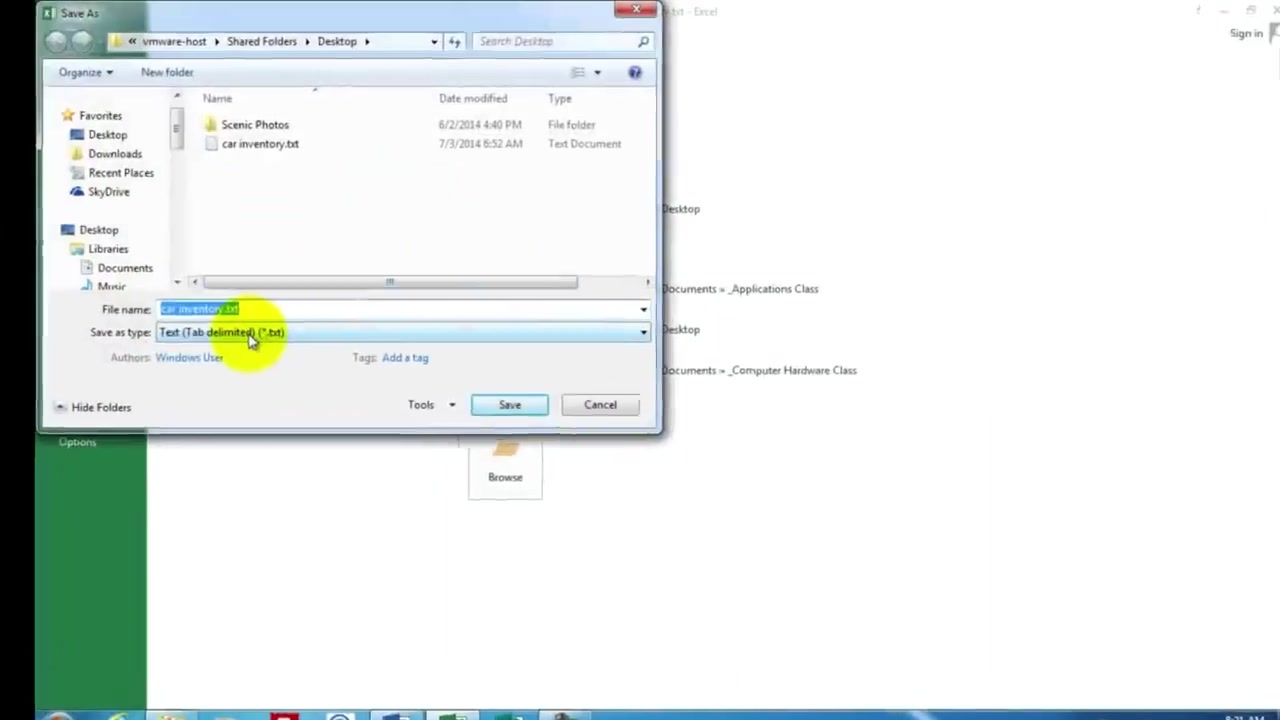 Save As
.txt - Excel
Sign in
« vmware-host Shared Folders Desktop
Search Desktop
Organize
New folder
Name
Date modified
Type
Favorites
Desktop
Downloads
Recent Places
SkyDrive
Desktop
Libraries
Documents
Music
Scenic Photos
6/2/2014 4:40 PM
File folder
car inventory.txt
7/3/2014 6:52 AM
Text Document
File name: car inventory.txt
Save as type: Text (Tab delimited) (*.txt)
Authors: Windows User
Tags: Add a tag
Hide Folders
Tools
Save
Cancel
Desktop
Documents » _Applications Class
Desktop
Documents » _Computer Hardware Class
Options
Browse